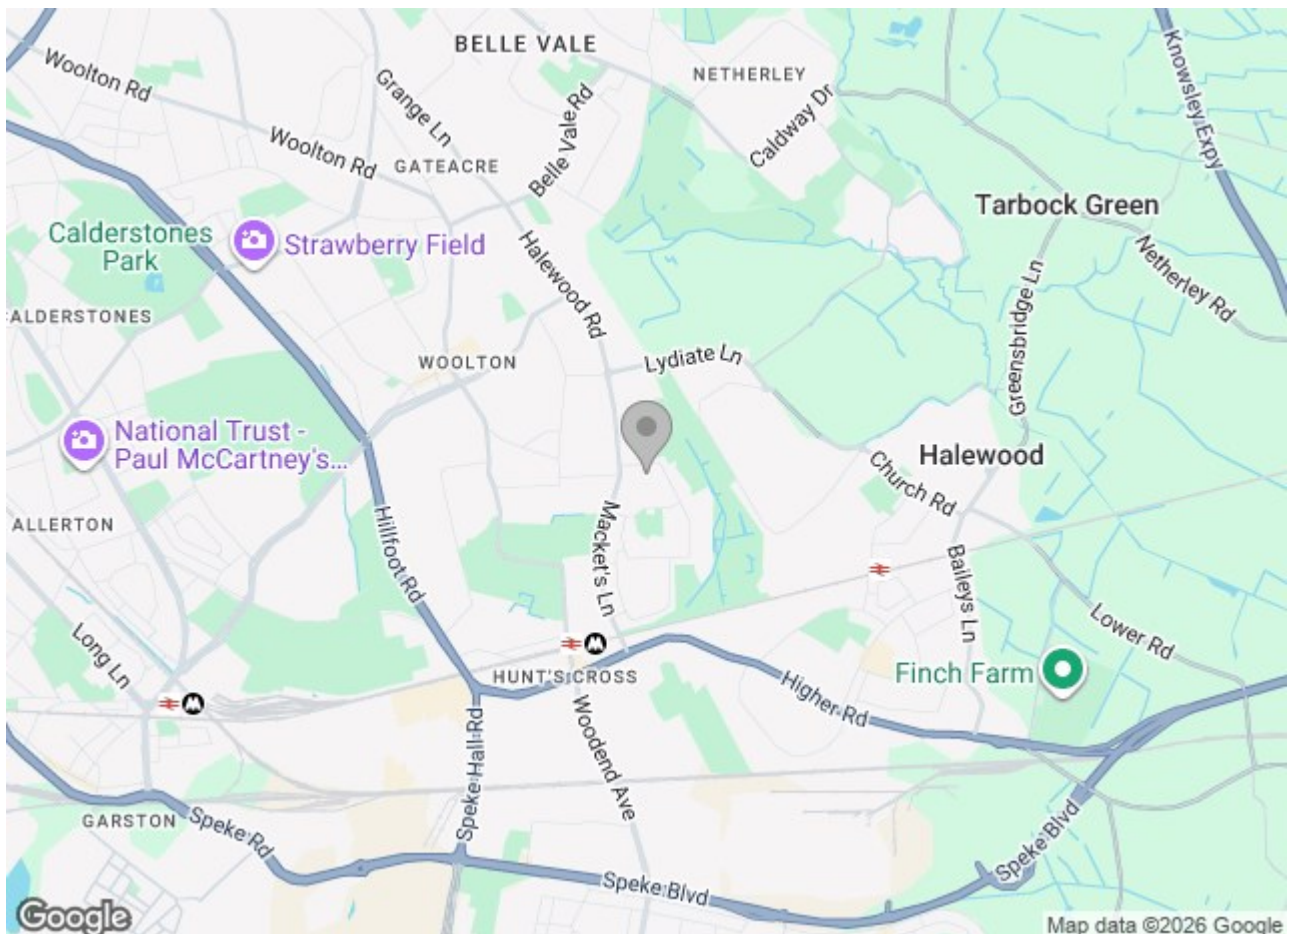 BELLE VALE
NETHERLEY
Woolton Rd
Grange Ln
Belle Vale Rd
Caldway Dr
Knowsley Expy
Woolton Rd
GATEACRE
Tarbock Green
Calderstones
Park
Strawberry Field
Halewood Rd
Netherley Rd
Greensbridge Ln
ALDERSTONES
WOOLTON
Lydiate Ln
National Trust -
Paul McCartney's...
Halewood
Church Rd
ALLERTON
Hillfoot Rd
Macket's Ln
Baileys Ln
Lower Rd
Long Ln
HUNT'S CROSS
Finch Farm
Higher Rd
Speke Hall Rd
Woodend Ave
GARSTON
Speke Rd
Speke Blvd
Speke Blvd
Google
Map data ©2026 Google